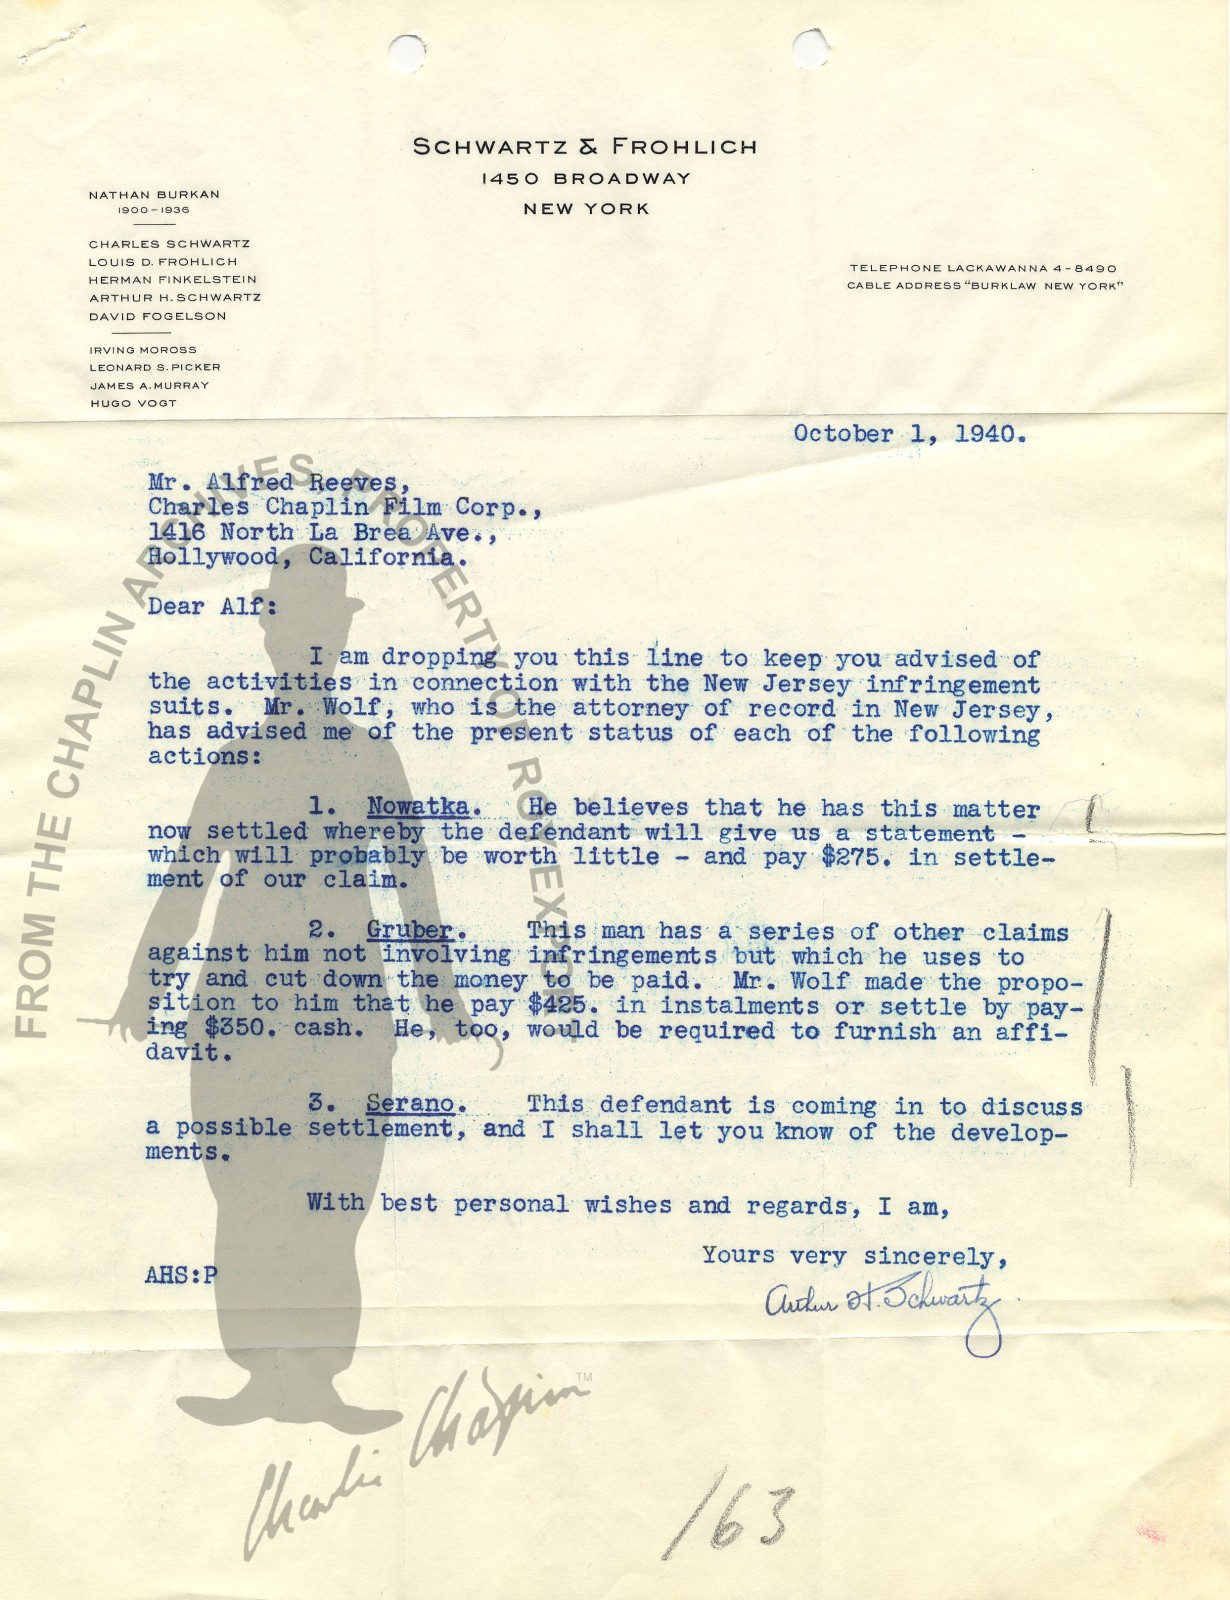 SCHWARTZ & FROHLICH
1450 BROADWAY
NEW YORK
NATHAN BURKAN
1900-1936
CHARLES SCHWARTZ
LOUIS D. FROHLICH
HERMAN FINKELSTEIN
ARTHUR H. SCHWARTZ
DAVID FOGELSON
IRVING MOROSS
LEONARD S. PICKER
JAMES A. MURRAY
HUGO VOGT
TELEPHONE LACKAWANNA 4-8490
CABLE ADDRESS "BURKLAW NEW YORK"
October 1, 1940.
Mr. Alfred Reeves,
Charles Chaplin Film Corp.,
1416 North La Brea Ave.,
Hollywood, California.
Dear Alf:
I am dropping you this line to keep you advised of
the activities in connection with the New Jersey infringement
suits. Mr. Wolf, who is the attorney of record in New Jersey,
has advised me of the present status of each of the following
actions:
1. Nowatka. He believes that he has this matter
now settled whereby the defendant will give us a statement -
which will probably be worth little - and pay $275. in settle-
ment of our claim.
2. Gruber. This man has a series of other claims
against him not involving infringements but which he uses to
try and cut down the money to be paid. Mr. Wolf made the propo-
sition to him that he pay $425. in instalments or settle by pay-
ing $350. cash. He, too, would be required to furnish an affi-
davit.
3. Serano. This defendant is coming in to discuss
a possible settlement, and I shall let you know of the develop-
ments.
With best personal wishes and regards, I am,
Yours very sincerely,
AHS:P
Arthur H. Schwartz
163
FROM THE CHAPLIN ARCHIVES, PROPERTY OF ROY EXPORT
Charlie Chaplin TM